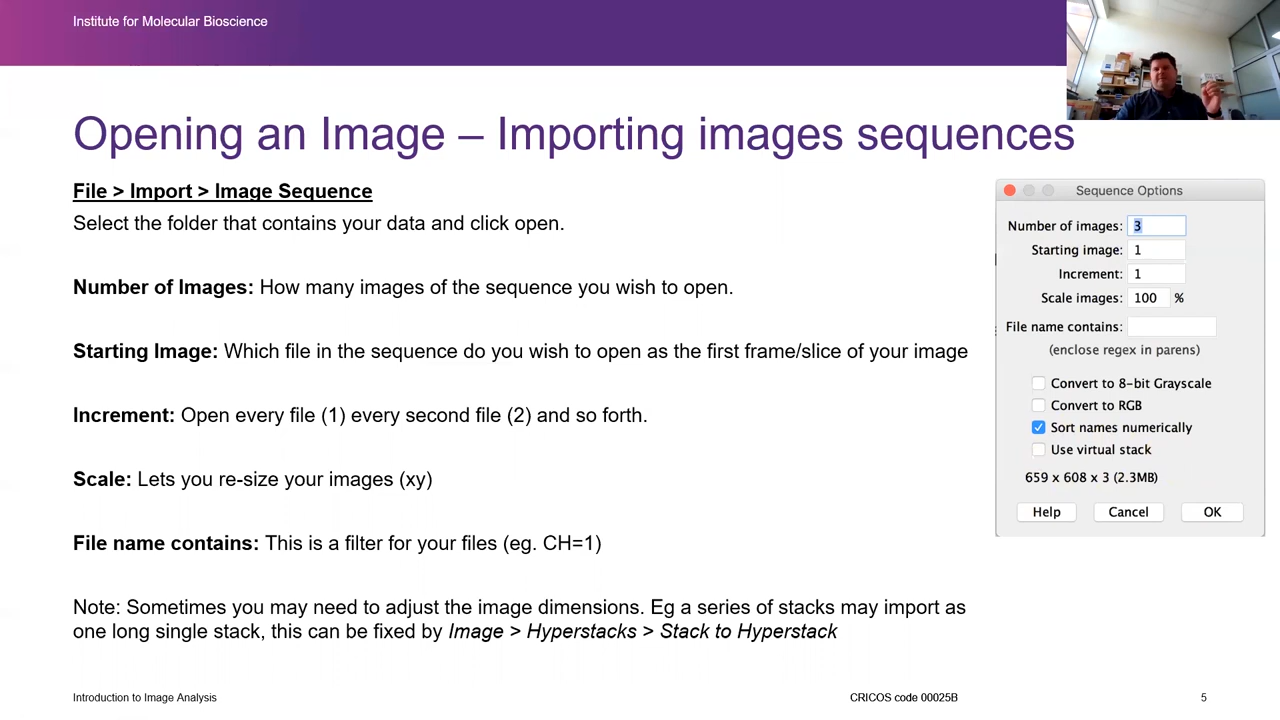 Institute for Molecular Bioscience
Opening an Image – Importing images sequences
File > Import > Image Sequence
Select the folder that contains your data and click open.
Number of Images: How many images of the sequence you wish to open.
Starting Image: Which file in the sequence do you wish to open as the first frame/slice of your image
Increment: Open every file (1) every second file (2) and so forth.
Scale: Lets you re-size your images (xy)
File name contains: This is a filter for your files (eg. CH=1)
Note: Sometimes you may need to adjust the image dimensions. Eg a series of stacks may import as
one long single stack, this can be fixed by Image > Hyperstacks > Stack to Hyperstack
Sequence Options
Number of images: 3
Starting image: 1
Increment: 1
Scale images: 100 %
File name contains:
(enclose regex in parens)
Convert to 8-bit Grayscale
Convert to RGB
Sort names numerically
Use virtual stack
659 x 608 x 3 (2.3MB)
Help Cancel OK
Introduction to Image Analysis CRICOS code 00025B 5